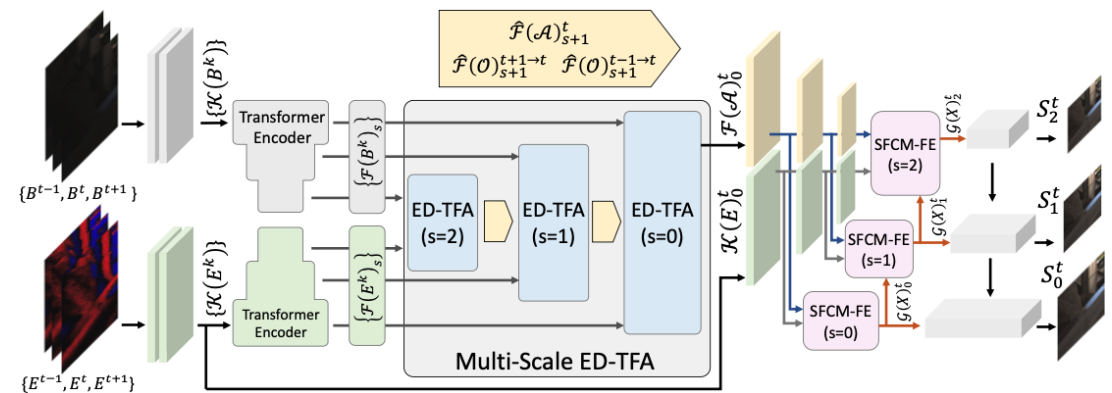 {B^{t-1}, B^t, B^{t+1}}
{E^{t-1}, E^t, E^{t+1}}
{𝒦(B^k)}
{𝒦(E^k)}
Transformer
Encoder
Transformer
Encoder
{ℱ(B^k)_s}
{ℱ(E^k)_s}
ℱ̂(𝒜)^t_{s+1}
ℱ̂(𝒪)^{t+1→t}_{s+1} ℱ̂(𝒪)^{t-1→t}_{s+1}
ED-TFA
(s=2)
ED-TFA
(s=1)
ED-TFA
(s=0)
Multi-Scale ED-TFA
ℱ(𝒜)^t_0
𝒦(E)^t_0
SFCM-FE
(s=2)
SFCM-FE
(s=1)
SFCM-FE
(s=0)
𝒢(X)^t_2
𝒢(X)^t_1
𝒢(X)^t_0
S^t_2
S^t_1
S^t_0